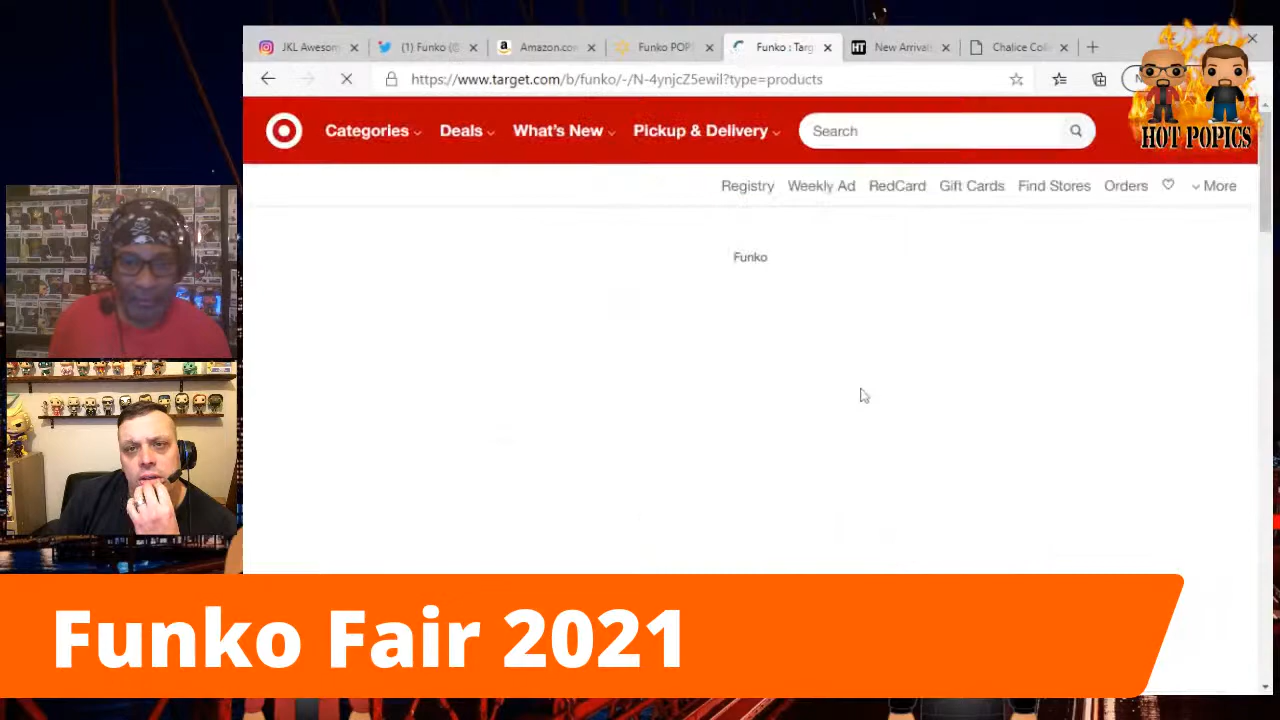 JKL Awesom
(1) Funko (@
Amazon.co
Funko POP
Funko : Targ
New Arrival
Chalice Coll
https://www.target.com/b/funko/-/N-4ynjcZ5ewil?type=products
HOT POPICS
Categories
Deals
What's New
Pickup & Delivery
Search
Registry
Weekly Ad
RedCard
Gift Cards
Find Stores
Orders
More
Funko
Funko Fair 2021